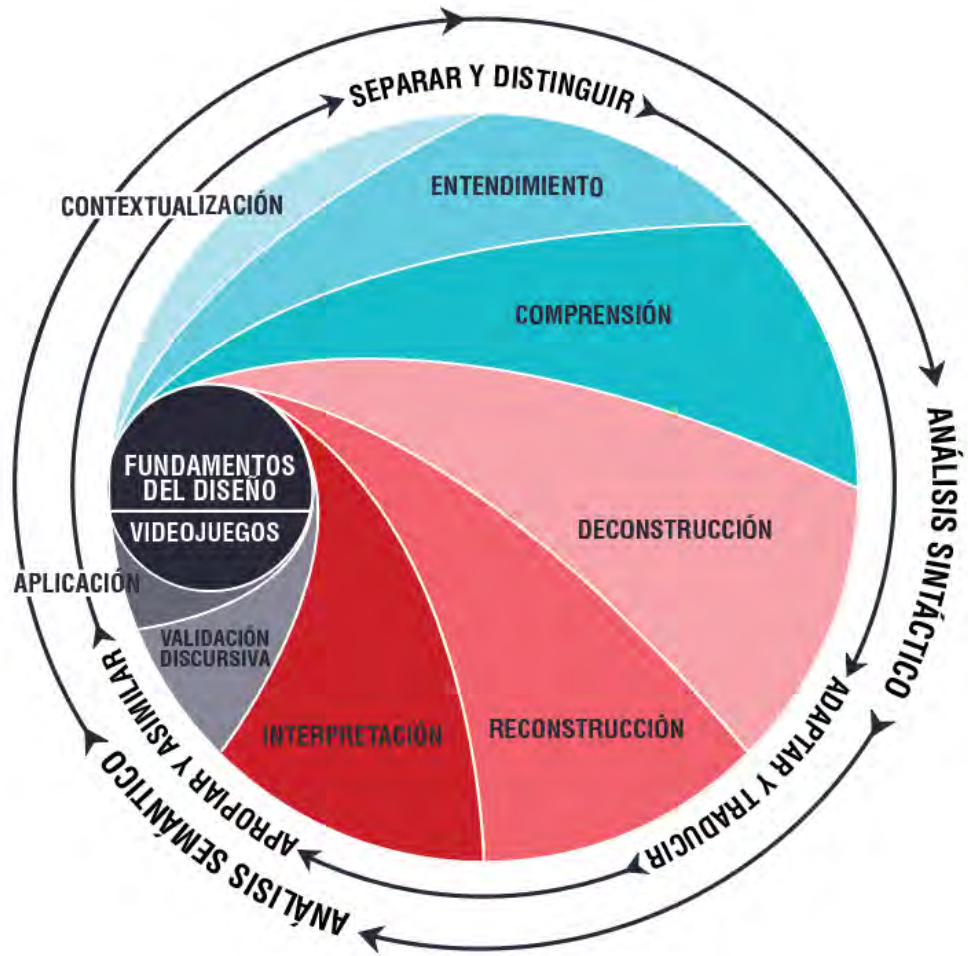 SEPARAR Y DISTINGUIR
CONTEXTUALIZACIÓN
ENTENDIMIENTO
COMPRENSIÓN
ANÁLISIS SINTÁCTICO
FUNDAMENTOS
DEL DISEÑO
VIDEOJUEGOS
DECONSTRUCCIÓN
APLICACIÓN
VALIDACIÓN
DISCURSIVA
INTERPRETACIÓN
RECONSTRUCCIÓN
ADAPTAR Y TRADUCIR
APROPIAR Y ASIMILAR
ANÁLISIS SEMÁNTICO